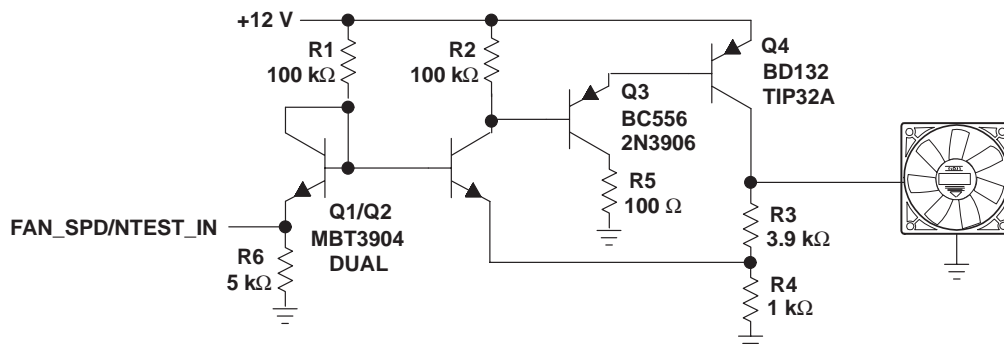 +12 V
R1
100 kΩ
R2
100 kΩ
Q4
BD132
TIP32A
Q3
BC556
2N3906
R5
100 Ω
Q1/Q2
MBT3904
DUAL
FAN_SPD/NTEST_IN
R6
5 kΩ
R3
3.9 kΩ
R4
1 kΩ